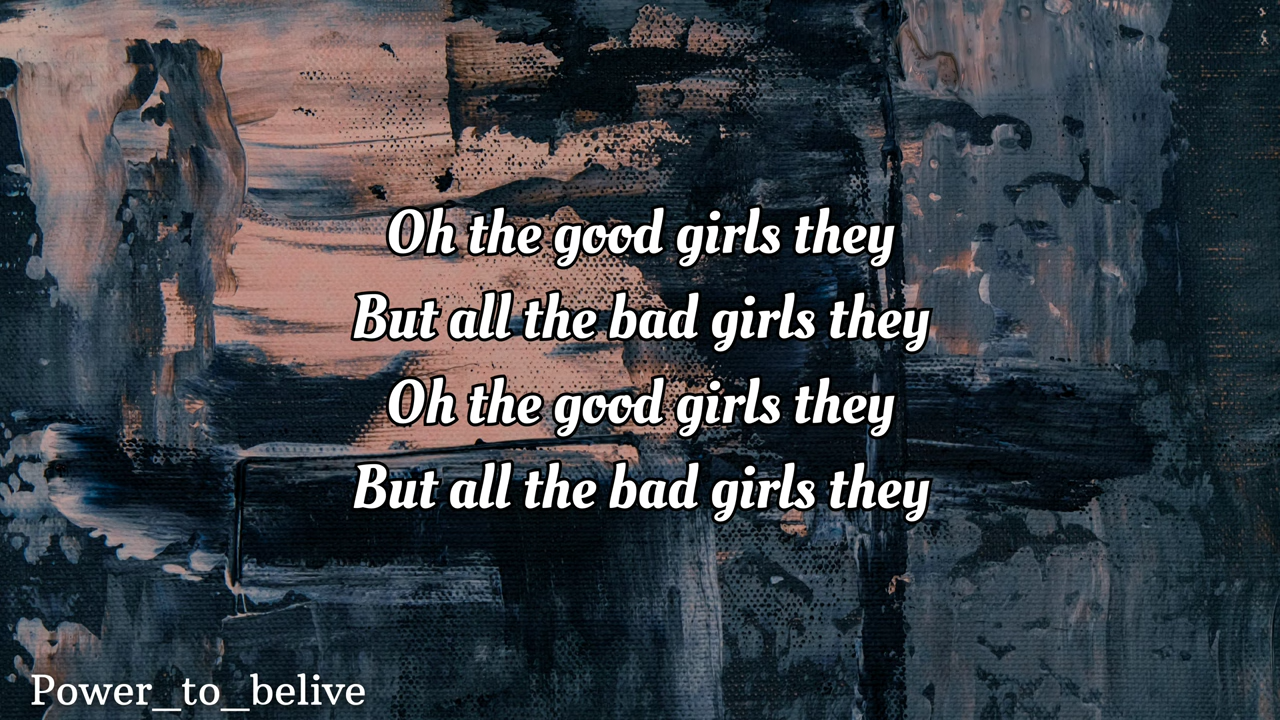 Oh the good girls they
But all the bad girls they
Oh the good girls they
But all the bad girls they
Power_to_belive